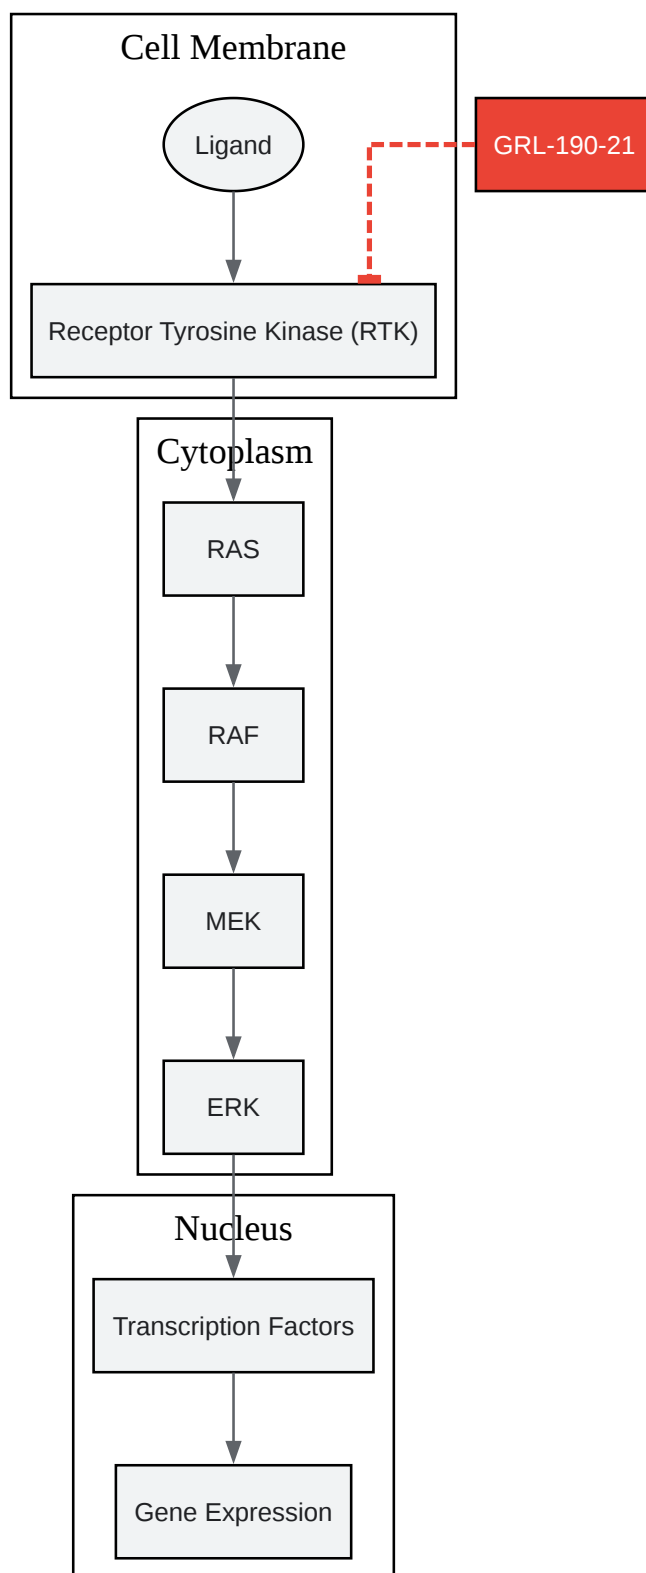 Cell Membrane
Ligand
GRL-190-21
Receptor Tyrosine Kinase (RTK)
Cytoplasm
RAS
RAF
MEK
ERK
Nucleus
Transcription Factors
Gene Expression